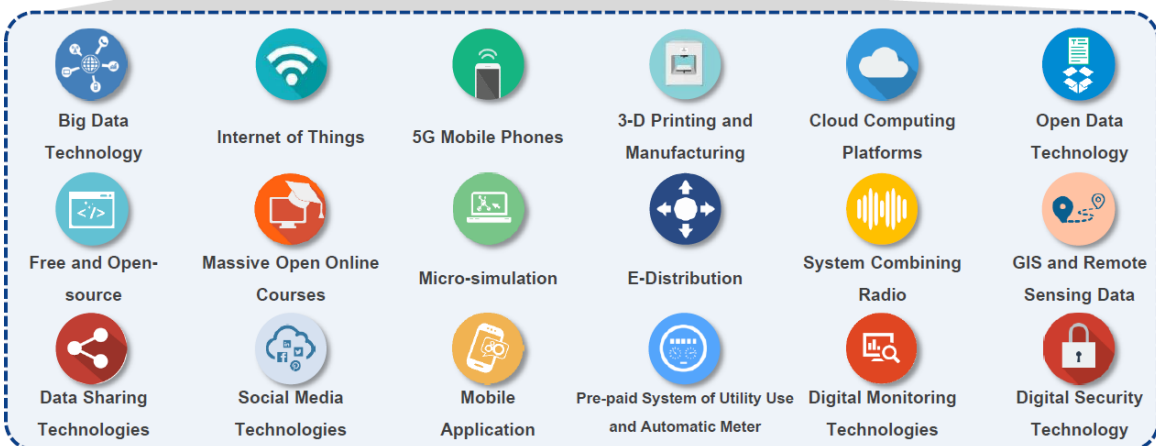 Big Data
Technology
Internet of Things
5G Mobile Phones
3-D Printing and
Manufacturing
Cloud Computing
Platforms
Open Data
Technology
Free and Open-
source
Massive Open Online
Courses
Micro-simulation
E-Distribution
System Combining
Radio
GIS and Remote
Sensing Data
Data Sharing
Technologies
Social Media
Technologies
Mobile
Application
Pre-paid System of Utility Use
and Automatic Meter
Digital Monitoring
Technologies
Digital Security
Technology